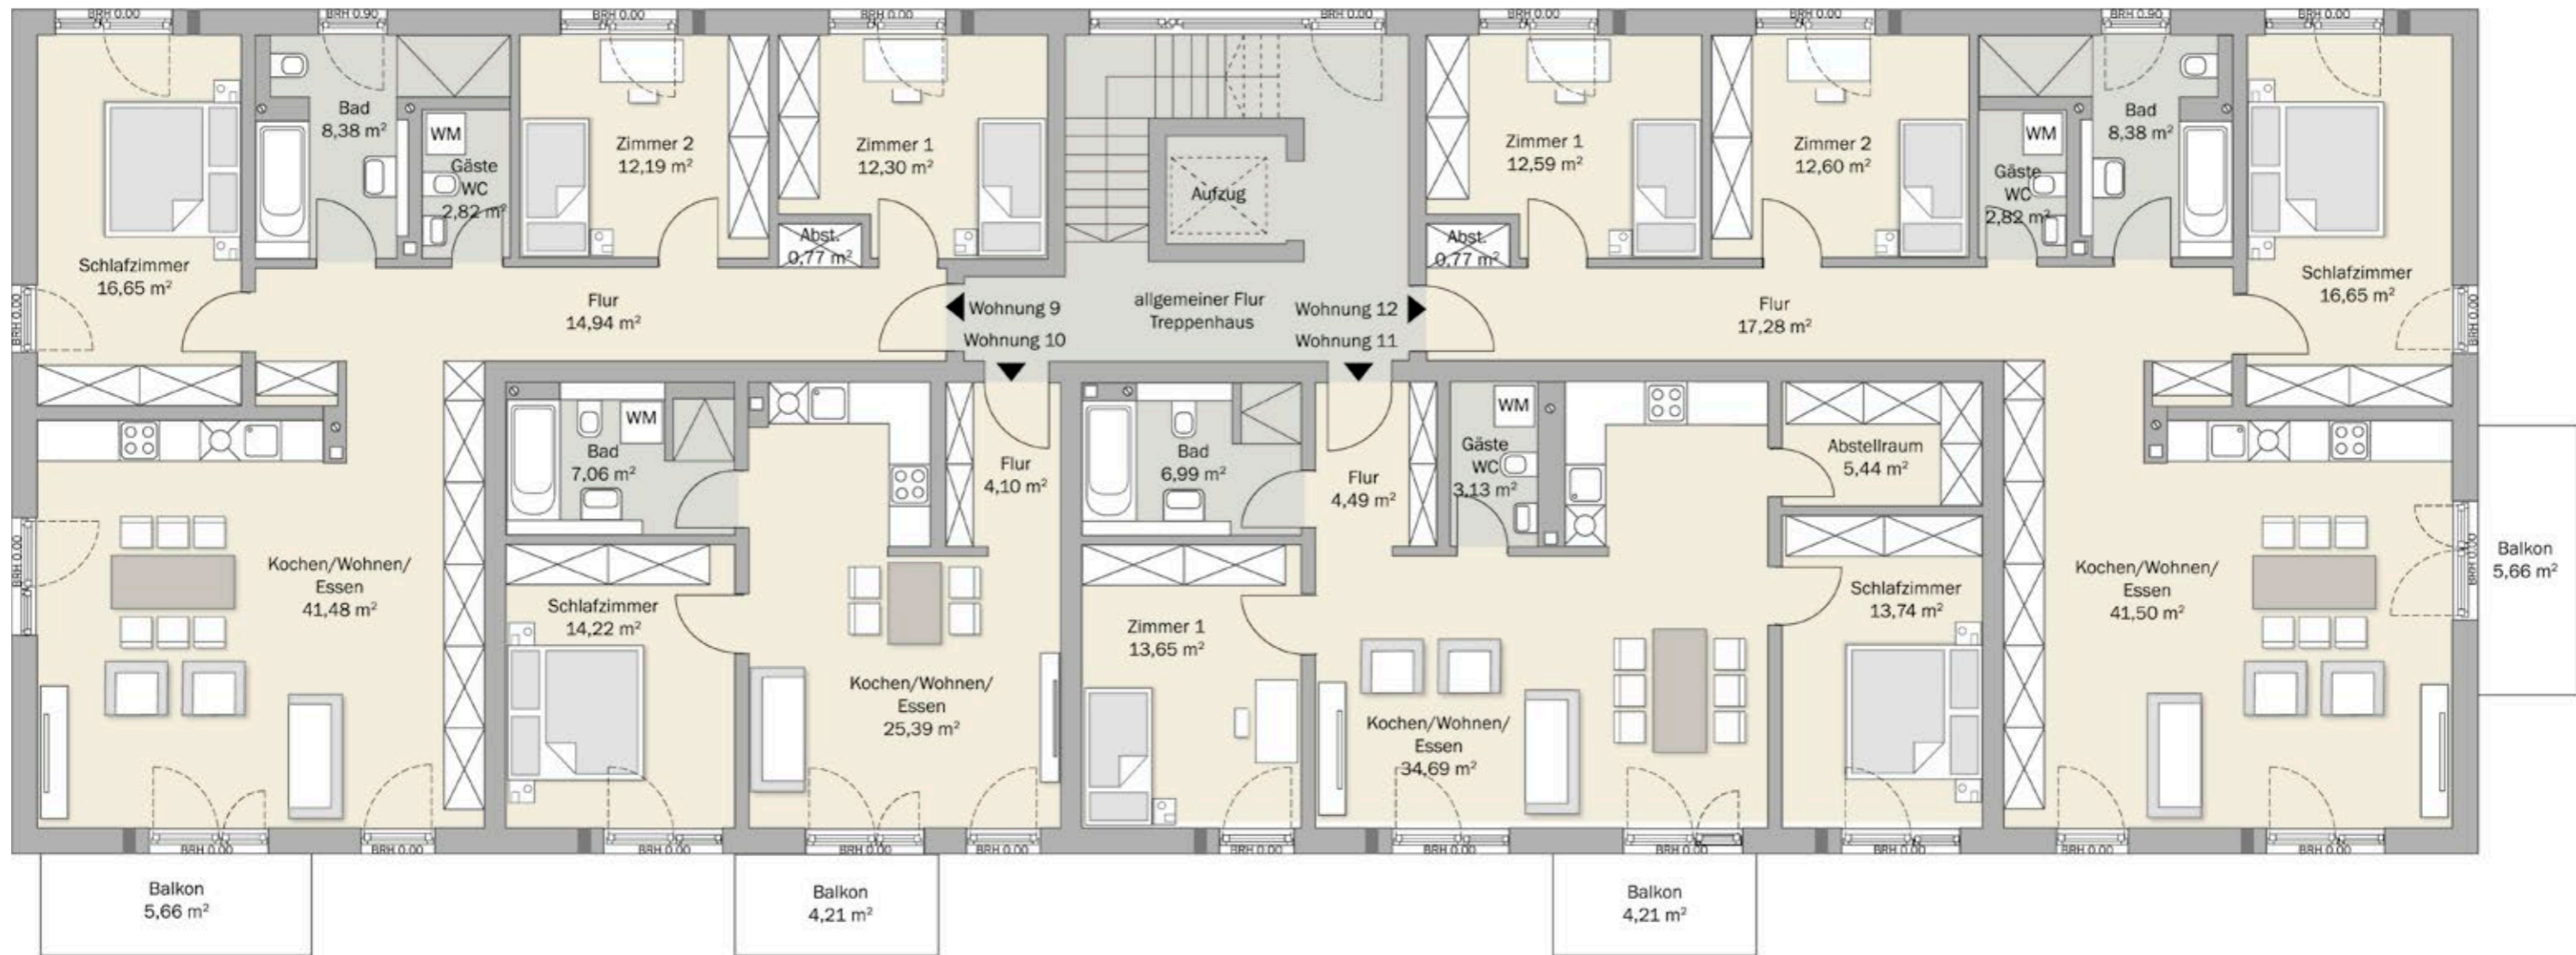 BRH 0.00
BRH 0.90
BRH 0.00
BRH 0.00
BRH 0.00
BRH 0.00
BRH 0.00
BRH 0.90
BRH 0.00
Bad
8,38 m²
WM
Gäste
WC
2,82 m²
Zimmer 2
12,19 m²
Zimmer 1
12,30 m²
Aufzug
Zimmer 1
12,59 m²
Zimmer 2
12,60 m²
WM
Gäste
WC
2,82 m²
Bad
8,38 m²
Schlafzimmer
16,65 m²
Abst.
0,77 m²
Abst.
0,77 m²
Schlafzimmer
16,65 m²
BRH 0.00
Flur
14,94 m²
Wohnung 9
Wohnung 10
allgemeiner Flur
Treppenhaus
Wohnung 12
Wohnung 11
Flur
17,28 m²
BRH 0.00
WM
Bad
7,06 m²
Flur
4,10 m²
Bad
6,99 m²
Flur
4,49 m²
WM
Gäste
WC
3,13 m²
Abstellraum
5,44 m²
BRH 0.00
Kochen/Wohnen/
Essen
41,48 m²
Schlafzimmer
14,22 m²
Kochen/Wohnen/
Essen
25,39 m²
Zimmer 1
13,65 m²
Kochen/Wohnen/
Essen
34,69 m²
Schlafzimmer
13,74 m²
Kochen/Wohnen/
Essen
41,50 m²
BRH 0.00
Balkon
5,66 m²
BRH 0.00
BRH 0.00
BRH 0.00
BRH 0.00
BRH 0.00
BRH 0.00
BRH 0.00
BRH 0.00
BRH 0.00
BRH 0.00
BRH 0.00
Balkon
5,66 m²
Balkon
4,21 m²
Balkon
4,21 m²